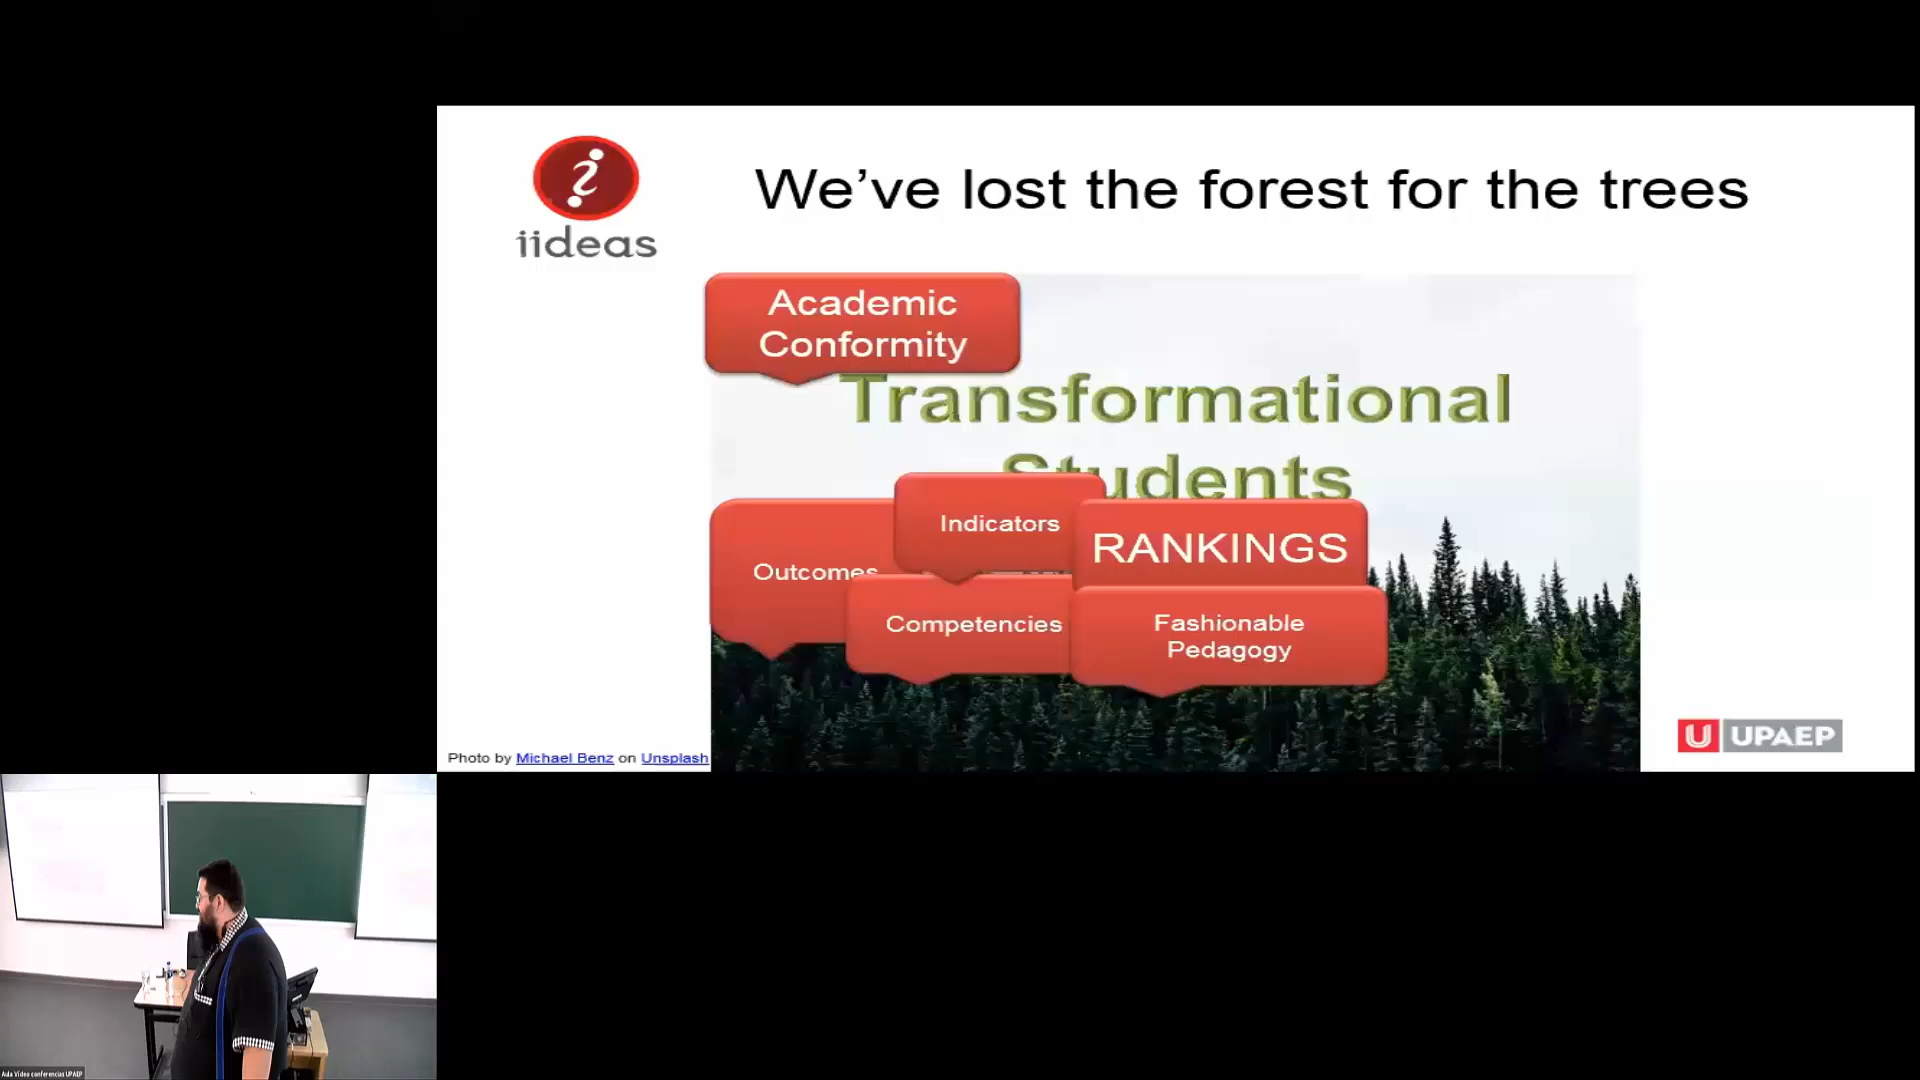 iideas
We've lost the forest for the trees
Academic
Conformity
Transformational
Students
Indicators
RANKINGS
Outcomes
Competencies
Fashionable
Pedagogy
U UPAEP
Photo by Michael Benz on Unsplash
Aula Video conferencias UPAEP